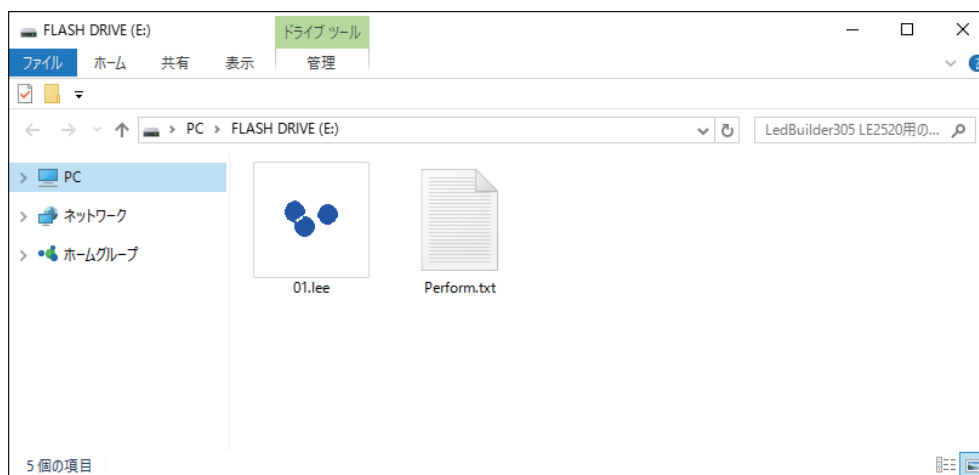 FLASH DRIVE (E:)
ドライブ ツール
ファイル
ホーム
共有
表示
管理
PC
FLASH DRIVE (E:)
LedBuilder305 LE2520用の...
PC
ネットワーク
ホームグループ
01.lee
Perform.txt
5 個の項目